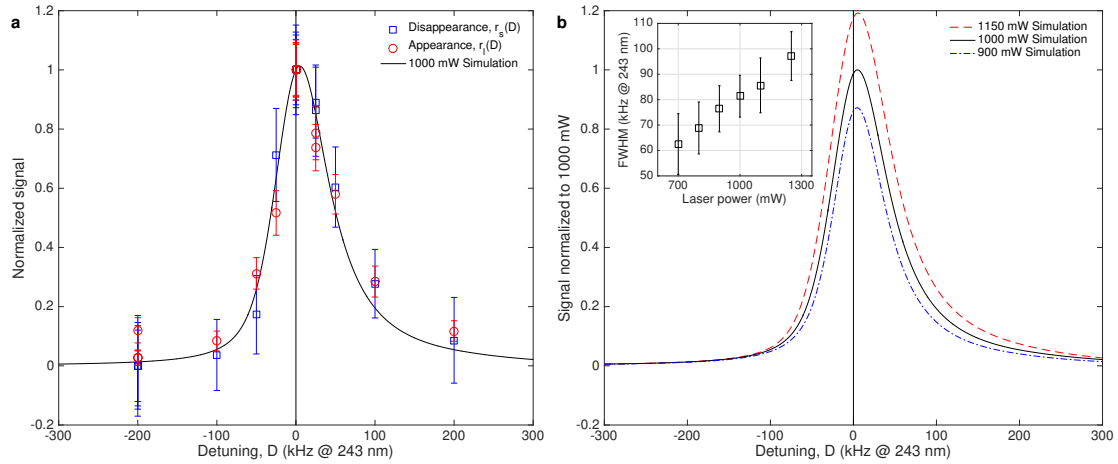 a
Disappearance, r_s(D)
Appearance, r_l(D)
1000 mW Simulation
Normalized signal
1.2
1
0.8
0.6
0.4
0.2
0
-0.2
-300 -200 -100 0 100 200 300
Detuning, D (kHz @ 243 nm)
b
1150 mW Simulation
1000 mW Simulation
900 mW Simulation
Signal normalized to 1000 mW
1.2
1
0.8
0.6
0.4
0.2
0
-0.2
-300 -200 -100 0 100 200 300
Detuning, D (kHz @ 243 nm)
FWHM (kHz @ 243 nm)
110
100
90
80
70
60
50
700 1000 1300
Laser power (mW)